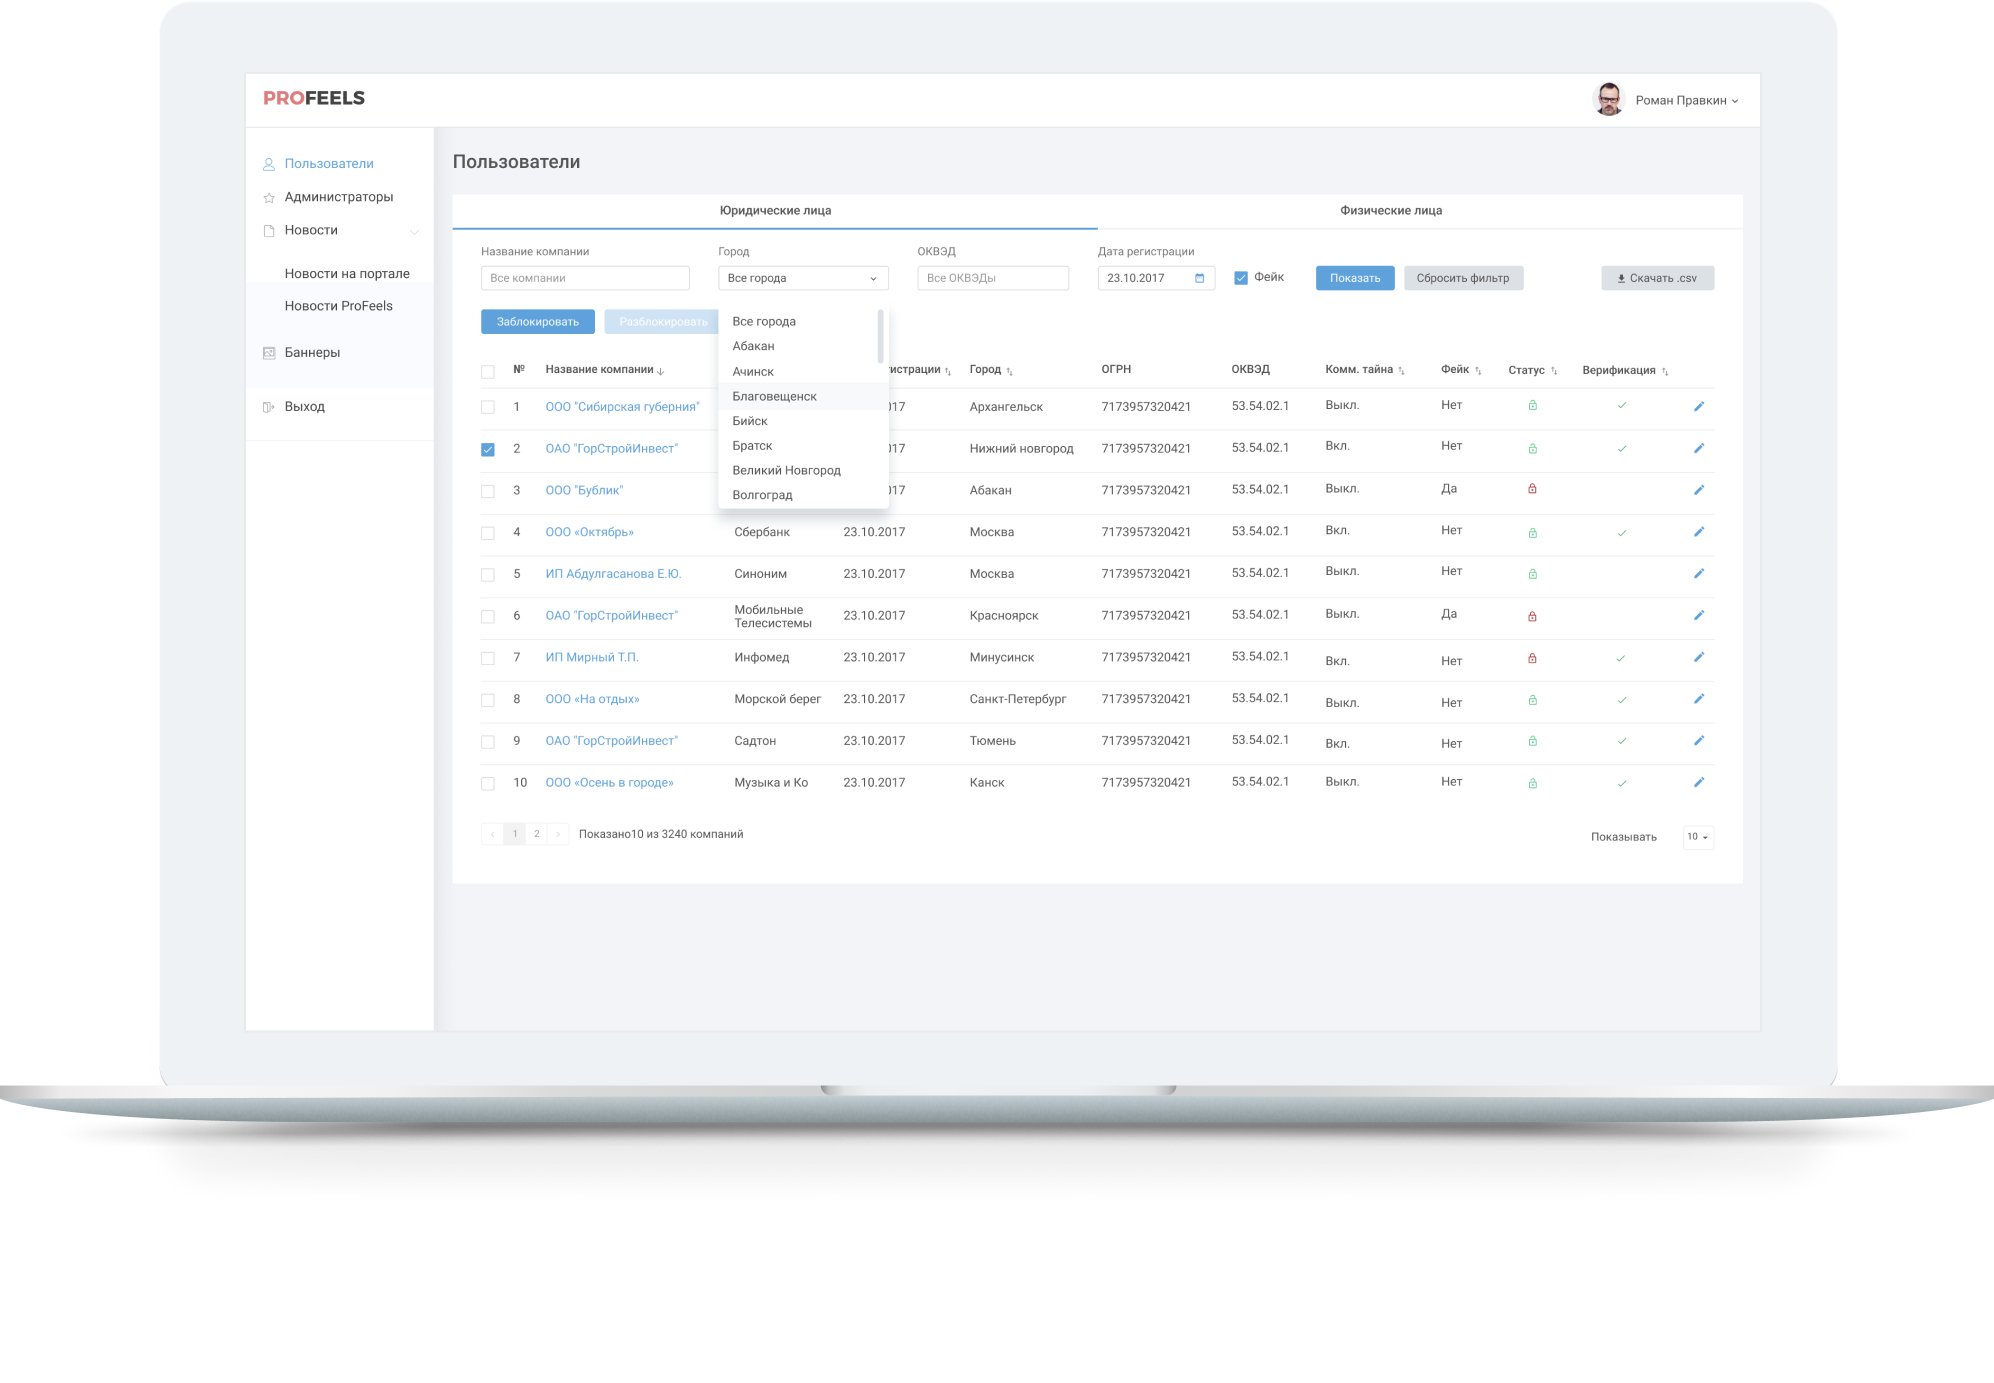 PROFEELS
Роман Правкин
Пользователи
Администраторы
Новости
Новости на портале
Новости ProFeels
Баннеры
Выход
Пользователи
Юридические лица Физические лица
Название компании Город ОКВЭД Дата регистрации
Все компании Все города Все ОКВЭДы 23.10.2017 Фейк Показать Сбросить фильтр Скачать .csv
Заблокировать Разблокировать
Все города
Абакан
Ачинск
Благовещенск
Бийск
Братск
Великий Новгород
Волгоград
№ Название компании истрации Город ОГРН ОКВЭД Комм. тайна Фейк Статус Верификация
1 ООО "Сибирская губерния" 17 Архангельск 7173957320421 53.54.02.1 Выкл. Нет
2 ОАО "ГорСтройИнвест" 17 Нижний новгород 7173957320421 53.54.02.1 Вкл. Нет
3 ООО "Бублик" 17 Абакан 7173957320421 53.54.02.1 Выкл. Да
4 ООО «Октябрь» Сбербанк 23.10.2017 Москва 7173957320421 53.54.02.1 Вкл. Нет
5 ИП Абдулгасанова Е.Ю. Синоним 23.10.2017 Москва 7173957320421 53.54.02.1 Выкл. Нет
6 ОАО "ГорСтройИнвест" Мобильные Телесистемы 23.10.2017 Красноярск 7173957320421 53.54.02.1 Выкл. Да
7 ИП Мирный Т.П. Инфомед 23.10.2017 Минусинск 7173957320421 53.54.02.1 Вкл. Нет
8 ООО «На отдых» Морской берег 23.10.2017 Санкт-Петербург 7173957320421 53.54.02.1 Выкл. Нет
9 ОАО "ГорСтройИнвест" Садтон 23.10.2017 Тюмень 7173957320421 53.54.02.1 Вкл. Нет
10 ООО «Осень в городе» Музыка и Ко 23.10.2017 Канск 7173957320421 53.54.02.1 Выкл. Нет
‹ 1 2 › Показано10 из 3240 компаний Показывать 10